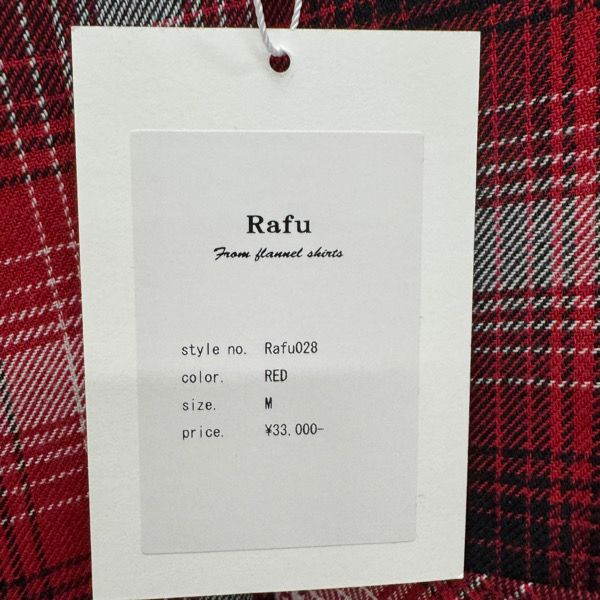 Rafu
From flannel shirts
style no. Rafu028
color. RED
size. M
price. ¥33,000-